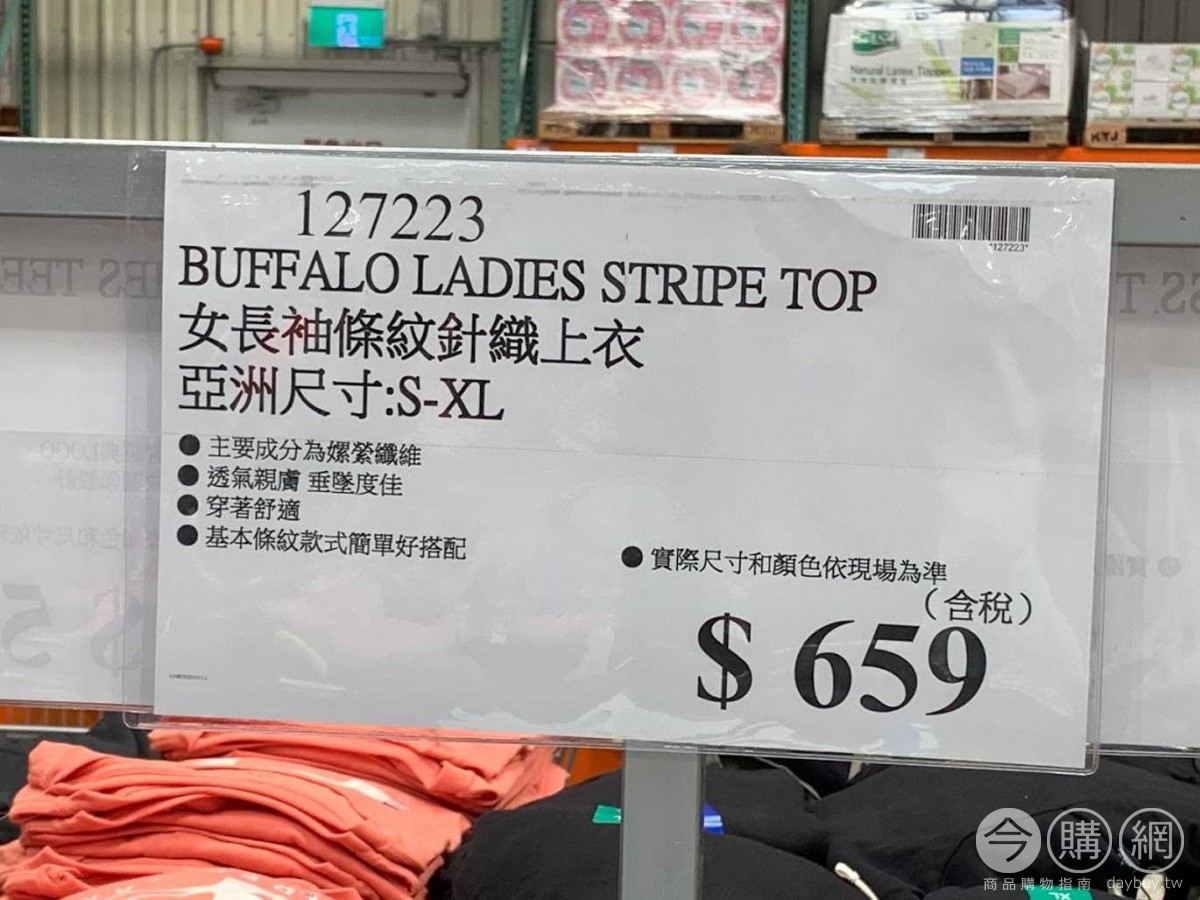 Natural Latex Topper
KTJ
127223
*127223*
BUFFALO LADIES STRIPE TOP
女長袖條紋針織上衣
亞洲尺寸:S-XL
● 主要成分為嫘縈纖維
● 透氣親膚 垂墜度佳
● 穿著舒適
● 基本條紋款式簡單好搭配
● 實際尺寸和顏色依現場為準
（含稅）
$ 659
今購網
商品購物指南 daybuy.tw